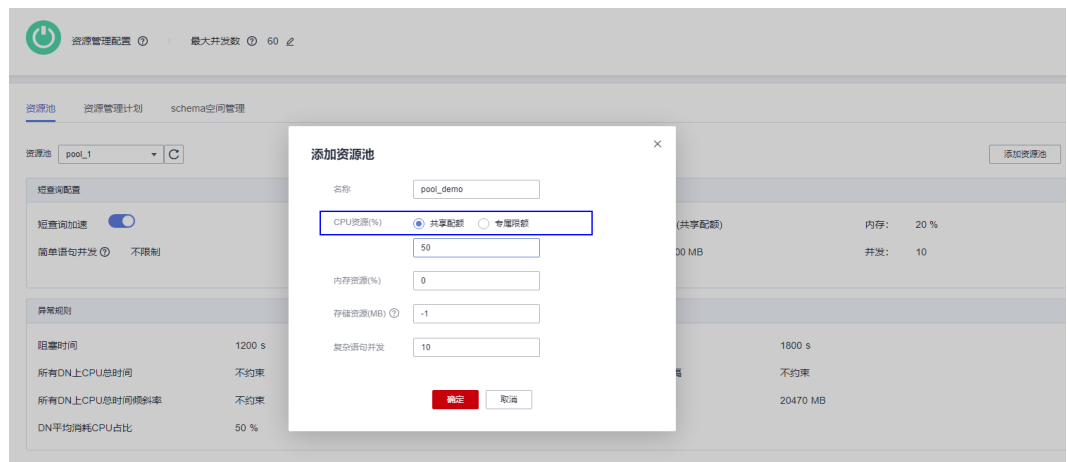 资源管理配置 最大并发数 60
资源池 资源管理计划 schema空间管理
资源池 pool_1 添加资源池
短查询配置
短查询加速 (共享配额) 内存: 20 %
简单语句并发 不限制 00 MB 并发: 10
异常规则
阻塞时间 1200 s 1800 s
所有DN上CPU总时间 不约束 不约束
所有DN上CPU总时间倾斜率 不约束 20470 MB
DN平均消耗CPU占比 50 %
添加资源池
名称 pool_demo
CPU资源(%) 共享配额 专属限额
50
内存资源(%) 0
存储资源(MB) -1
复杂语句并发 10
确定 取消